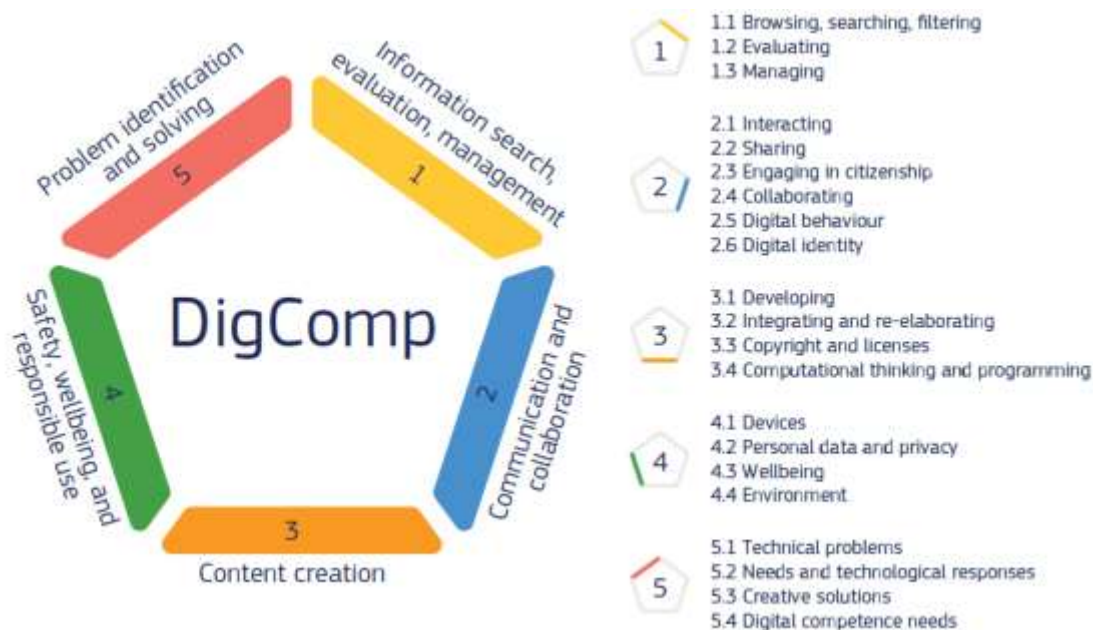 Problem identification
and solving
5
Information search,
evaluation, management
1
DigComp
Safety, wellbeing, and
responsible use
4
2
Communication and
collaboration
3
Content creation
1
1.1 Browsing, searching, filtering
1.2 Evaluating
1.3 Managing
2
2.1 Interacting
2.2 Sharing
2.3 Engaging in citizenship
2.4 Collaborating
2.5 Digital behaviour
2.6 Digital identity
3
3.1 Developing
3.2 Integrating and re-elaborating
3.3 Copyright and licenses
3.4 Computational thinking and programming
4
4.1 Devices
4.2 Personal data and privacy
4.3 Wellbeing
4.4 Environment
5
5.1 Technical problems
5.2 Needs and technological responses
5.3 Creative solutions
5.4 Digital competence needs